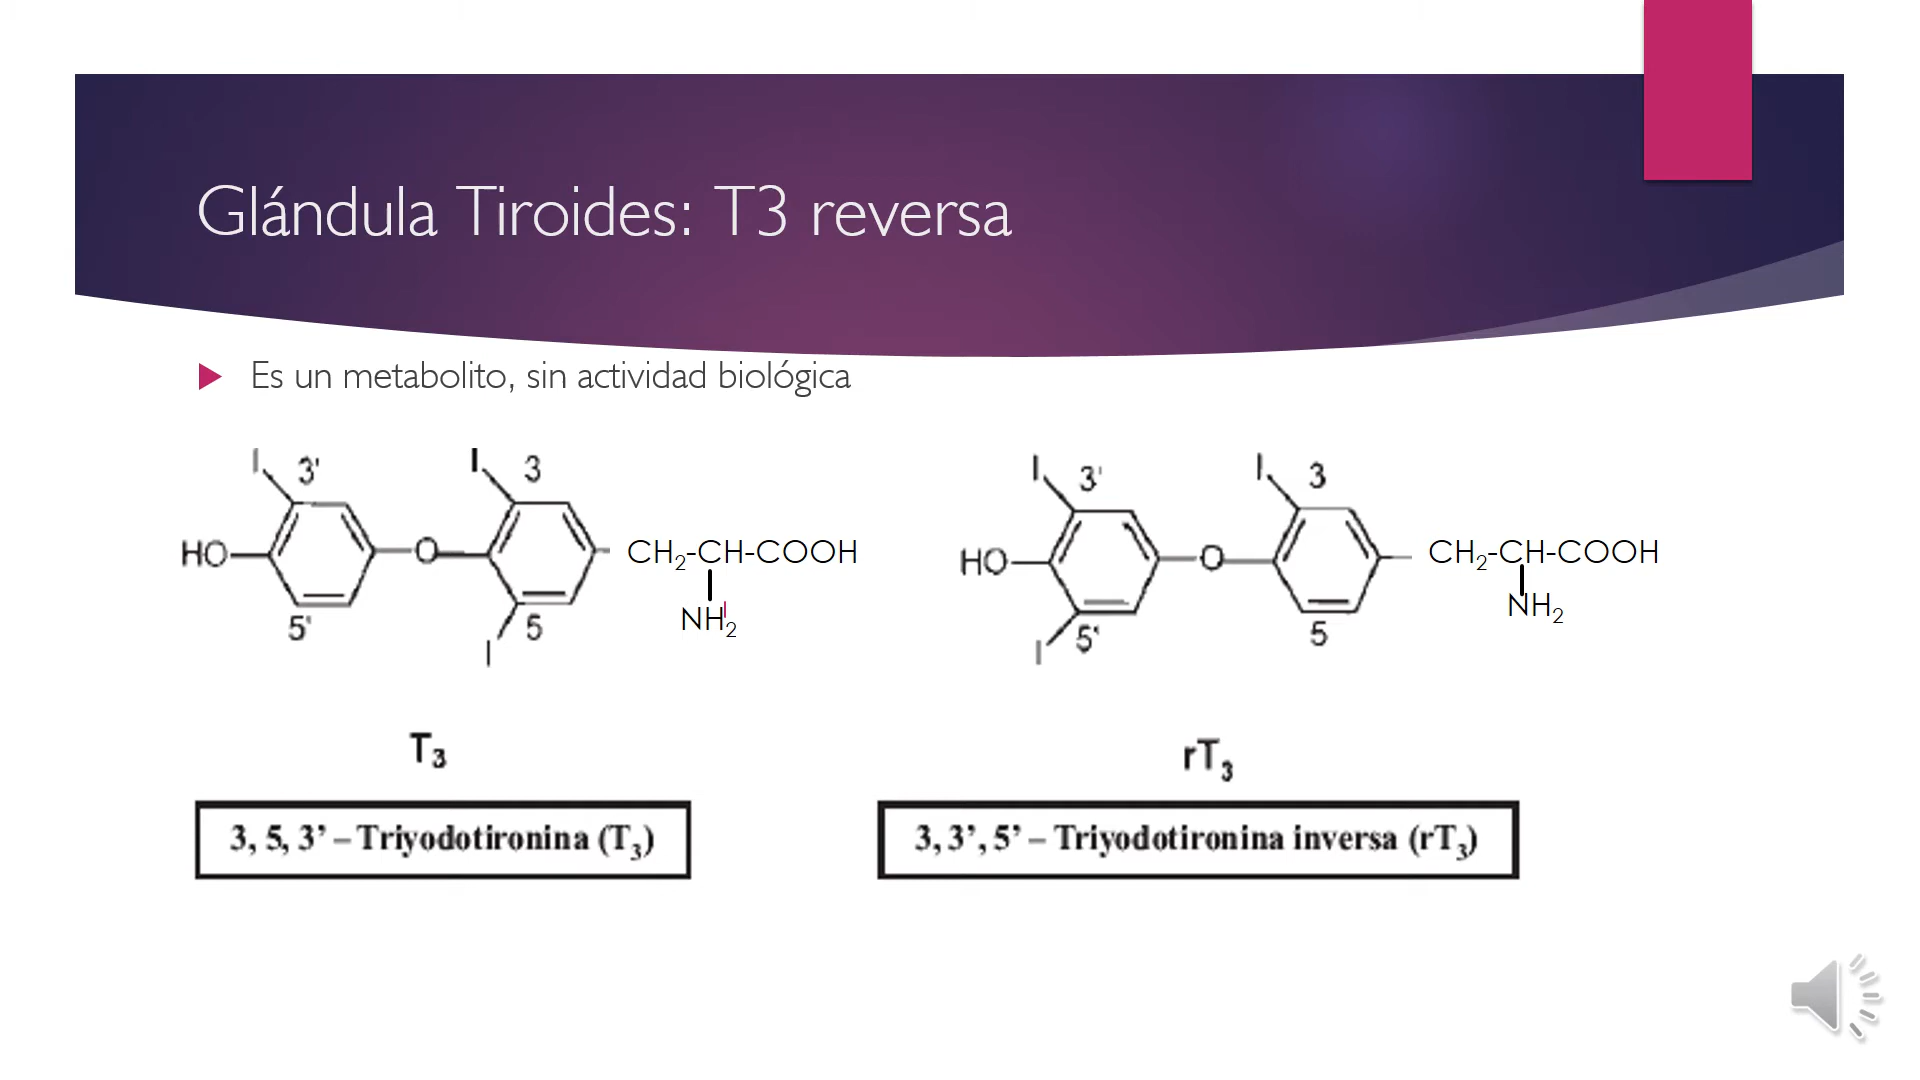 Glándula Tiroides: T3 reversa
Es un metabolito, sin actividad biológica
I 3' I 3
HO O CH₂-CH-COOH
NH₂
5' I 5
T₃
3, 5, 3’ – Triyodotironina (T₃)
I 3' I 3
HO O CH₂-CH-COOH
NH₂
I 5' 5
rT₃
3, 3’, 5’ – Triyodotironina inversa (rT₃)